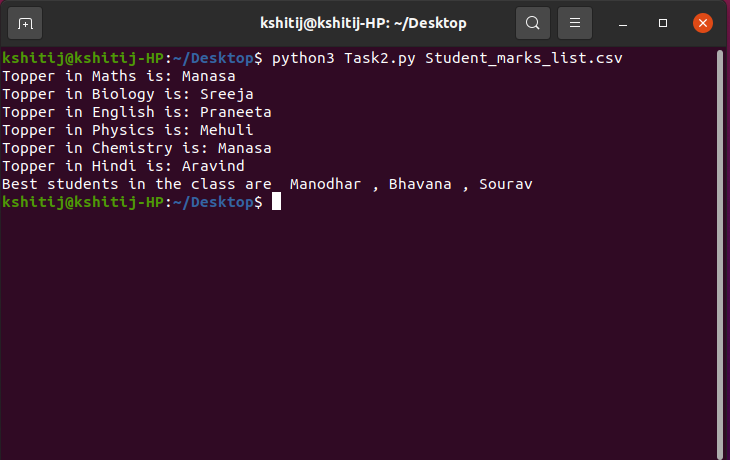 kshitij@kshitij-HP: ~/Desktop
kshitij@kshitij-HP:~/Desktop$ python3 Task2.py Student_marks_list.csv
Topper in Maths is: Manasa
Topper in Biology is: Sreeja
Topper in English is: Praneeta
Topper in Physics is: Mehuli
Topper in Chemistry is: Manasa
Topper in Hindi is: Aravind
Best students in the class are  Manodhar , Bhavana , Sourav
kshitij@kshitij-HP:~/Desktop$